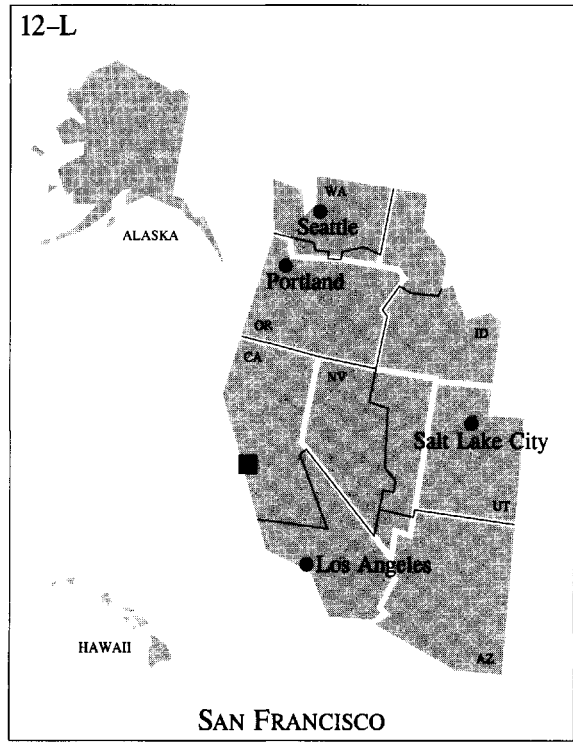 12–L
ALASKA
WA
Seattle
Portland
OR
ID
CA
NV
Salt Lake City
UT
Los Angeles
HAWAII
AZ
SAN FRANCISCO